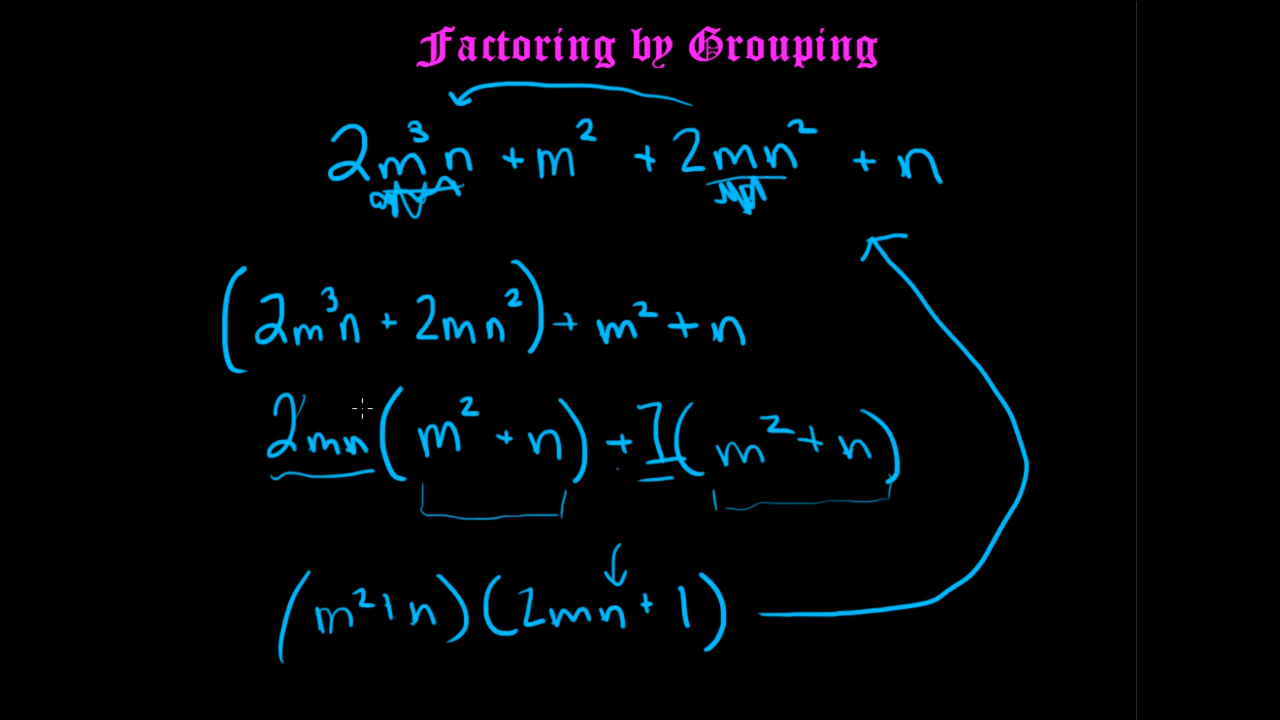 Factoring by Grouping
2m³n + m² + 2mn² + n
(2m³n + 2mn²) + m² + n
2mn(m² + n) + 1(m² + n)
(m² + n)(2mn + 1)